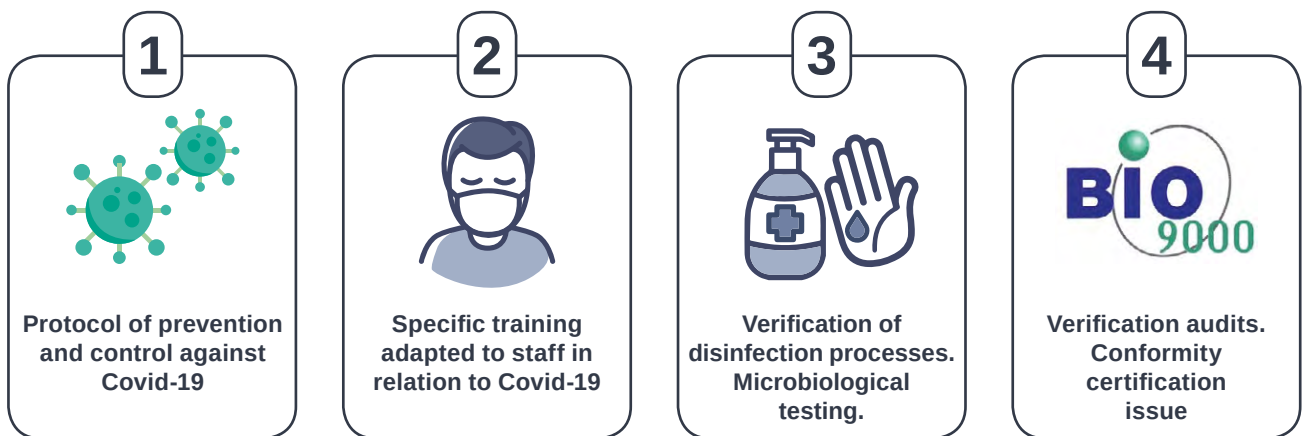 1
Protocol of prevention
and control against
Covid-19
2
Specific training
adapted to staff in
relation to Covid-19
3
Verification of
disinfection processes.
Microbiological
testing.
4
BIO
9000
Verification audits.
Conformity
certification
issue